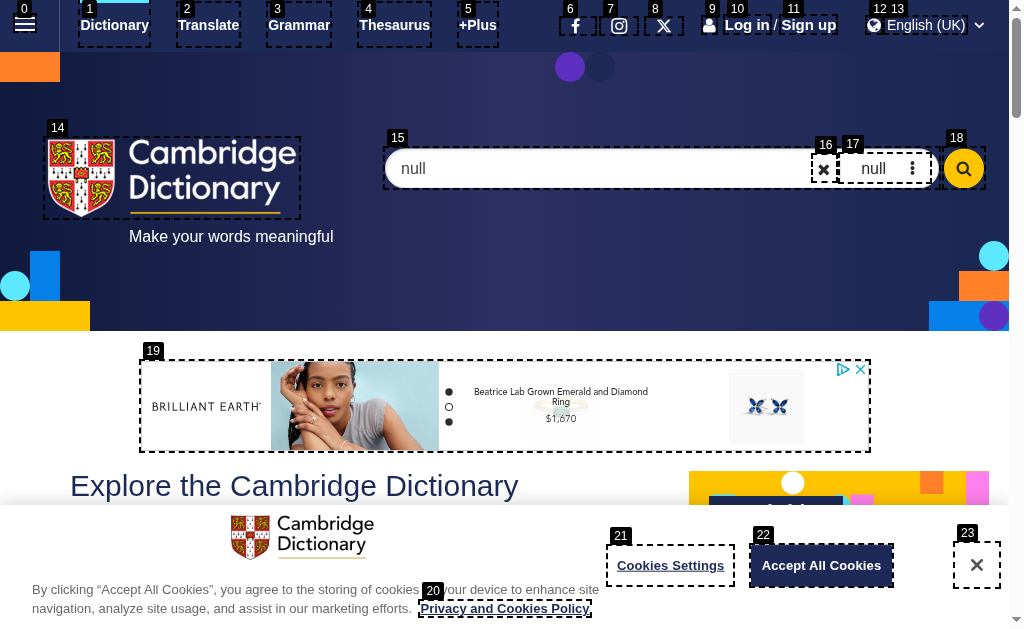 0
1
2
3
4
5
6
7
8
9
10
11
12
13
Dictionary
Translate
Grammar
Thesaurus
+Plus
Log in / Sign up
English (UK)
14
15
16
17
18
Cambridge
Dictionary
Make your words meaningful
null
null
19
BRILLIANT EARTH
Beatrice Lab Grown Emerald and Diamond
Ring
$1,670
Explore the Cambridge Dictionary
Cambridge
Dictionary
By clicking “Accept All Cookies”, you agree to the storing of cookies your device to enhance site
navigation, analyze site usage, and assist in our marketing efforts. Privacy and Cookies Policy
20
21
Cookies Settings
22
Accept All Cookies
23